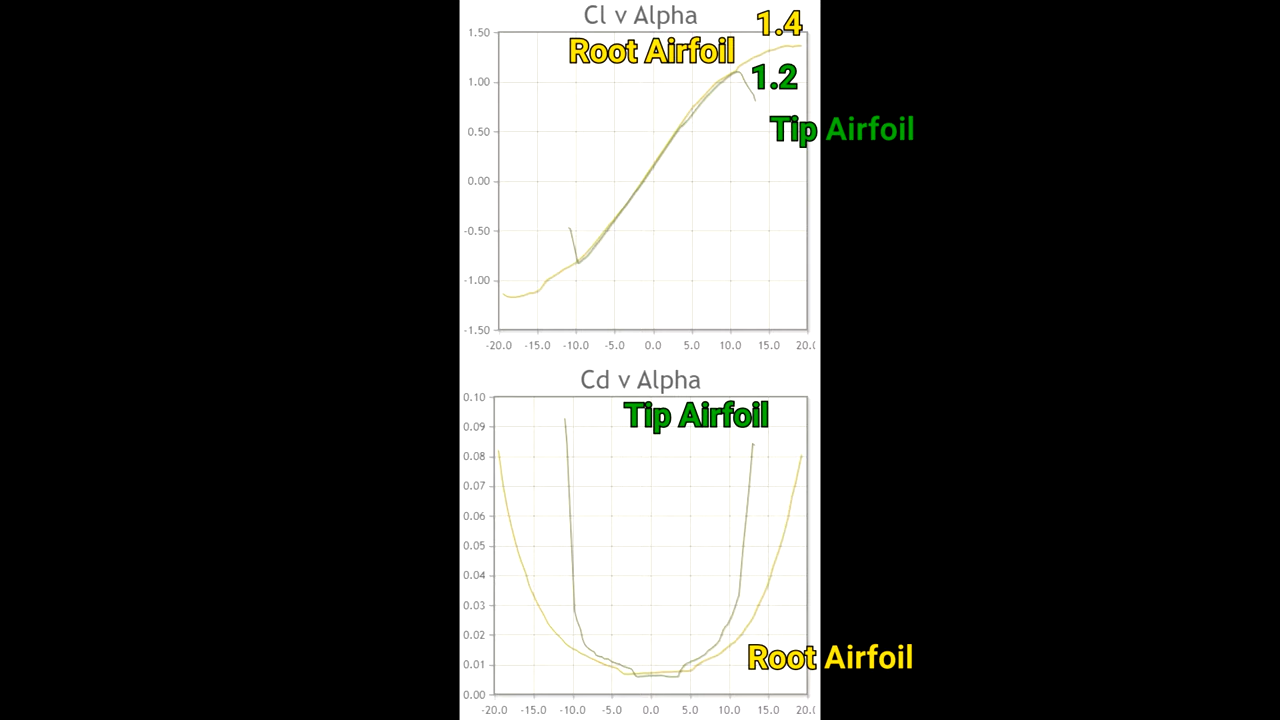 Cl v Alpha
1.4
1.50
Root Airfoil
1.2
1.00
Tip Airfoil
0.50
0.00
-0.50
-1.00
-1.50
-20.0 -15.0 -10.0 -5.0 0.0 5.0 10.0 15.0 20.0
Cd v Alpha
0.10
Tip Airfoil
0.09
0.08
0.07
0.06
0.05
0.04
0.03
0.02
Root Airfoil
0.01
0.00
-20.0 -15.0 -10.0 -5.0 0.0 5.0 10.0 15.0 20.0